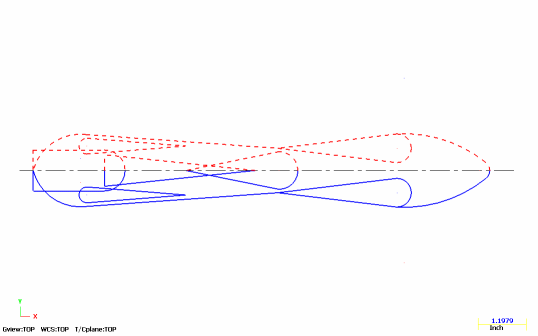 Y
X
Gview:TOP WCS:TOP T/Cplane:TOP
1.1979
Inch